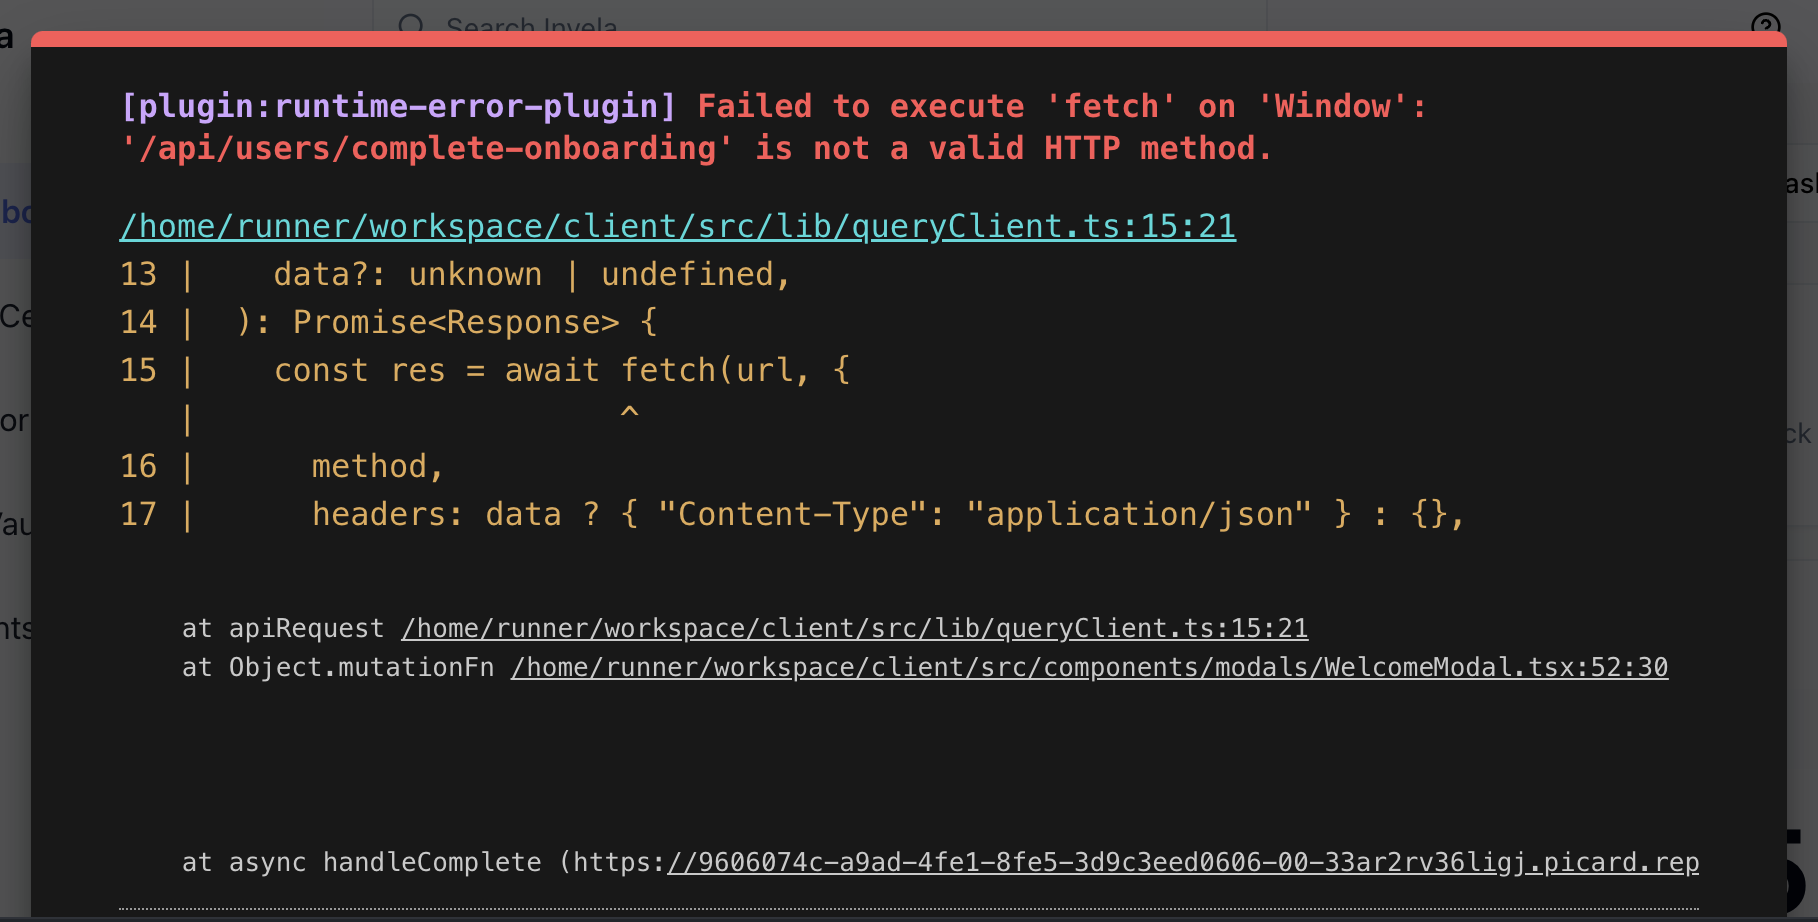 Search Invela
[plugin:runtime-error-plugin] Failed to execute 'fetch' on 'Window':
'/api/users/complete-onboarding' is not a valid HTTP method.
/home/runner/workspace/client/src/lib/queryClient.ts:15:21
13 |    data?: unknown | undefined,
14 |  ): Promise<Response> {
15 |    const res = await fetch(url, {
   |                      ^
16 |      method,
17 |      headers: data ? { "Content-Type": "application/json" } : {},
at apiRequest /home/runner/workspace/client/src/lib/queryClient.ts:15:21
at Object.mutationFn /home/runner/workspace/client/src/components/modals/WelcomeModal.tsx:52:30
at async handleComplete (https://9606074c-a9ad-4fe1-8fe5-3d9c3eed0606-00-33ar2rv36ligj.picard.rep